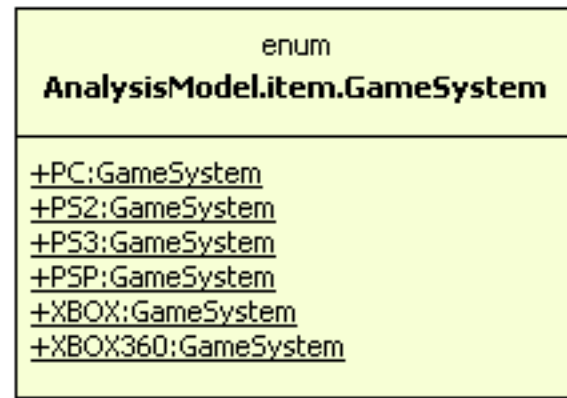 enum
AnalysisModel.item.GameSystem
+PC:GameSystem
+PS2:GameSystem
+PS3:GameSystem
+PSP:GameSystem
+XBOX:GameSystem
+XBOX360:GameSystem